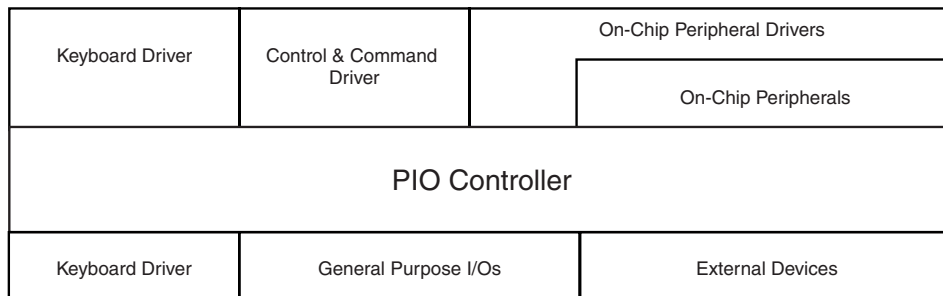 Keyboard Driver
Control & Command
Driver
On-Chip Peripheral Drivers
On-Chip Peripherals
PIO Controller
Keyboard Driver
General Purpose I/Os
External Devices